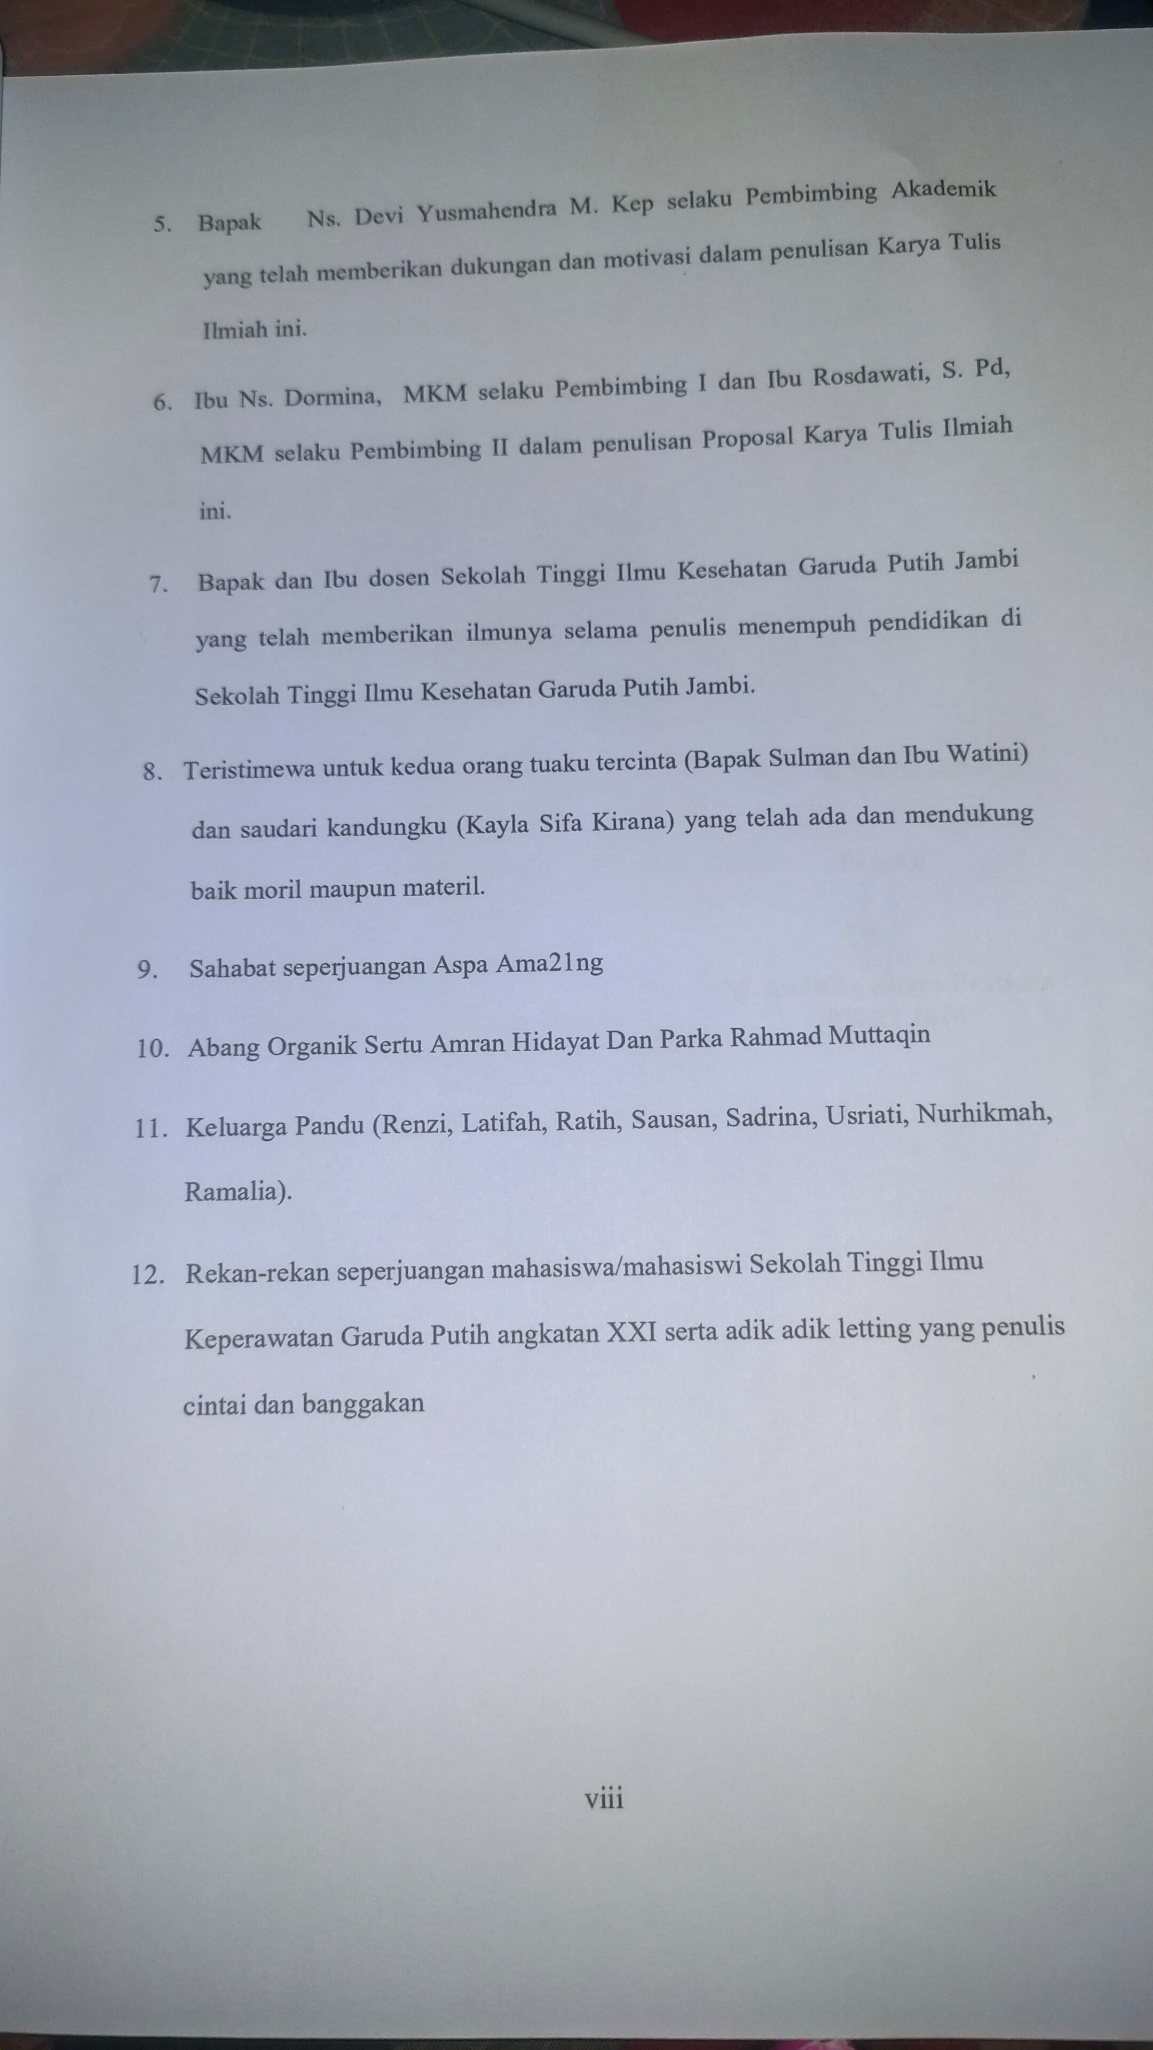 5. Bapak Ns. Devi Yusmahendra M. Kep selaku Pembimbing Akademik
yang telah memberikan dukungan dan motivasi dalam penulisan Karya Tulis
Ilmiah ini.
6. Ibu Ns. Dormina, MKM selaku Pembimbing I dan Ibu Rosdawati, S. Pd,
MKM selaku Pembimbing II dalam penulisan Proposal Karya Tulis Ilmiah
ini.
7. Bapak dan Ibu dosen Sekolah Tinggi Ilmu Kesehatan Garuda Putih Jambi
yang telah memberikan ilmunya selama penulis menempuh pendidikan di
Sekolah Tinggi Ilmu Kesehatan Garuda Putih Jambi.
8. Teristimewa untuk kedua orang tuaku tercinta (Bapak Sulman dan Ibu Watini)
dan saudari kandungku (Kayla Sifa Kirana) yang telah ada dan mendukung
baik moril maupun materil.
9. Sahabat seperjuangan Aspa Ama21ng
10. Abang Organik Sertu Amran Hidayat Dan Parka Rahmad Muttaqin
11. Keluarga Pandu (Renzi, Latifah, Ratih, Sausan, Sadrina, Usriati, Nurhikmah,
Ramalia).
12. Rekan-rekan seperjuangan mahasiswa/mahasiswi Sekolah Tinggi Ilmu
Keperawatan Garuda Putih angkatan XXI serta adik adik letting yang penulis
cintai dan banggakan
viii